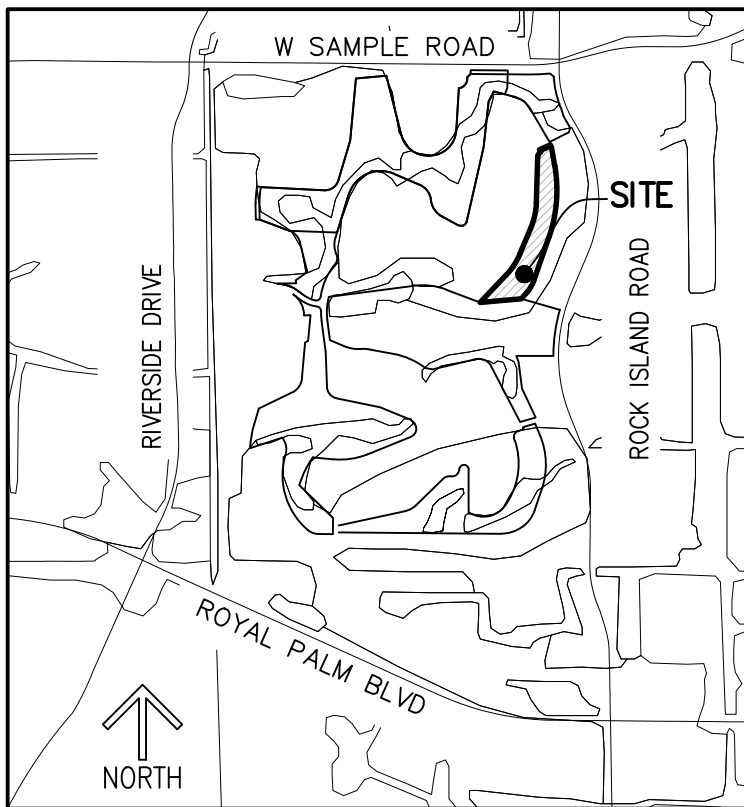 W SAMPLE ROAD
SITE
RIVERSIDE DRIVE
ROCK ISLAND ROAD
ROYAL PALM BLVD
NORTH